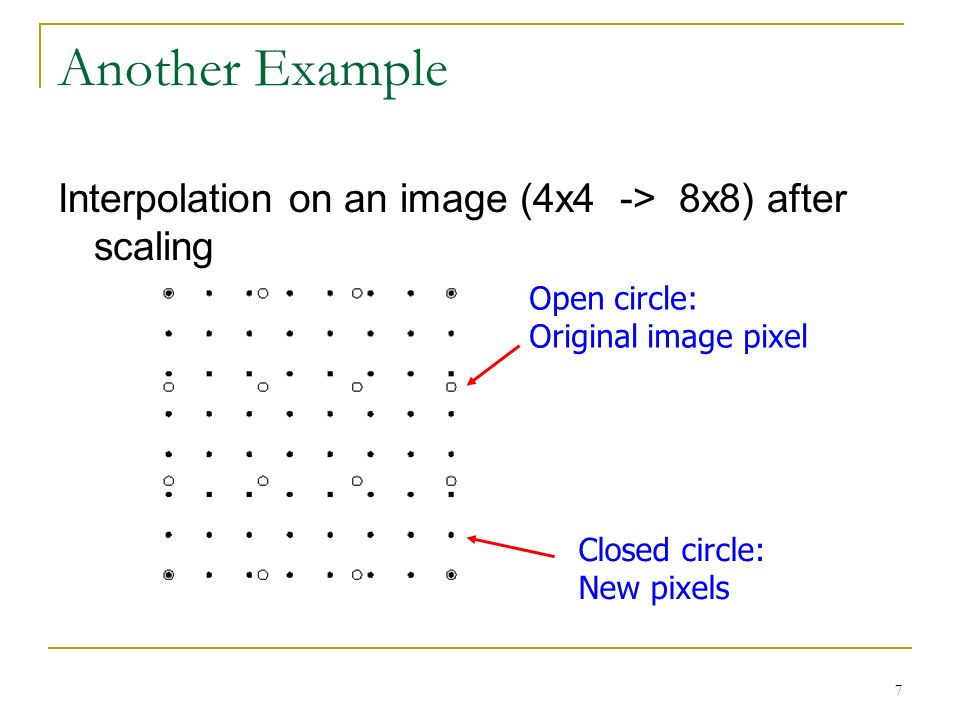 Another Example
Interpolation on an image (4x4  ->  8x8) after
scaling
Open circle:
Original image pixel
Closed circle:
New pixels
7